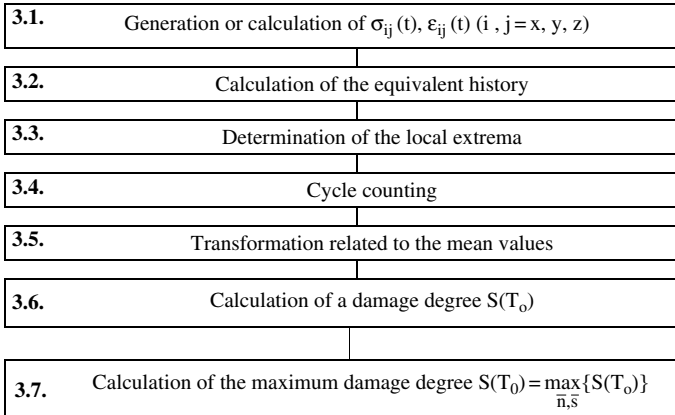 3.1. Generation or calculation of σij (t), εij (t) (i , j = x, y, z)
3.2. Calculation of the equivalent history
3.3. Determination of the local extrema
3.4. Cycle counting
3.5. Transformation related to the mean values
3.6. Calculation of a damage degree S(To)
3.7. Calculation of the maximum damage degree S(T0) = max{S(To)}
n̅,s̅